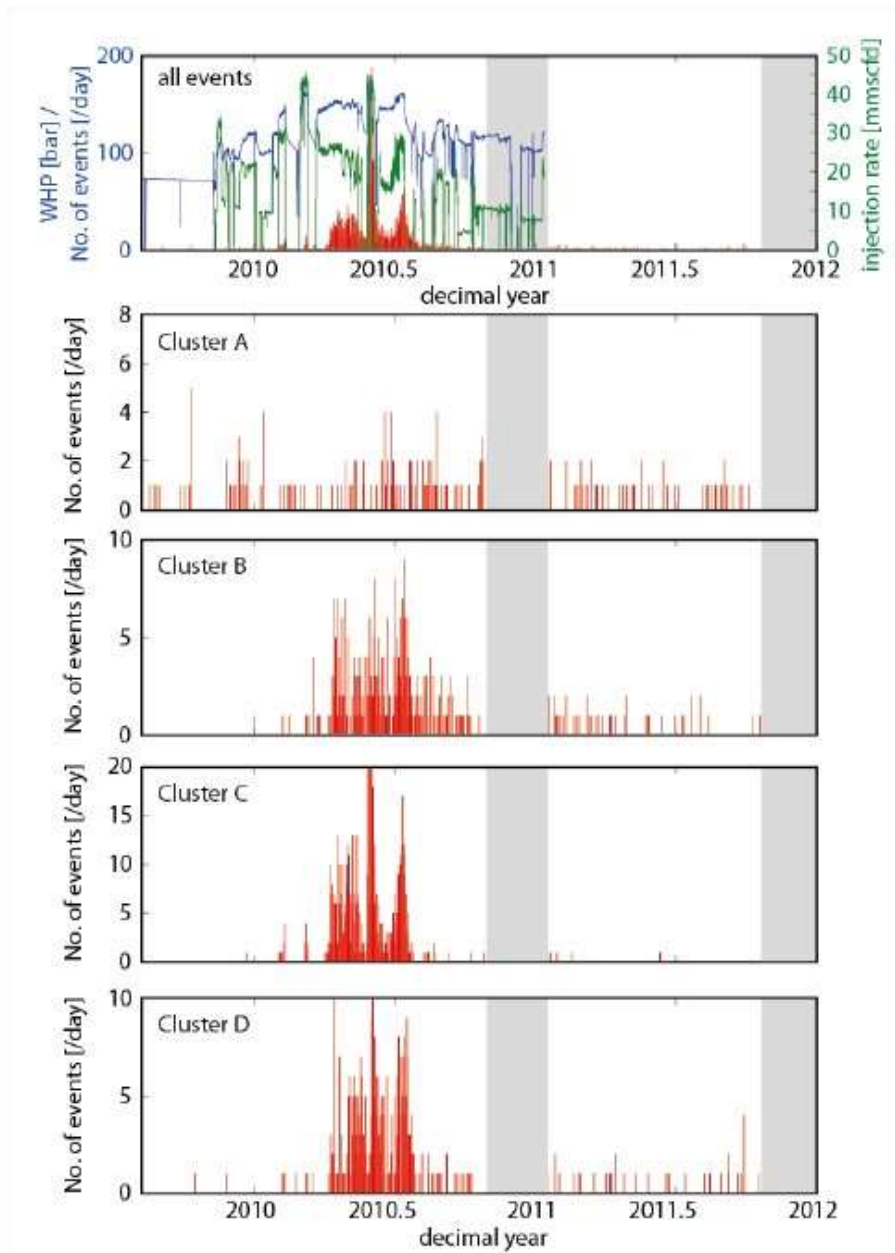 200
100
0
WHP [bar] /
No. of events [/day]
all events
50
40
30
20
10
0
injection rate [mmscfd]
2010
2010.5
2011
2011.5
2012
decimal year
8
6
4
2
0
No. of events [/day]
Cluster A
10
5
0
No. of events [/day]
Cluster B
20
15
10
5
0
No. of events [/day]
Cluster C
10
5
0
No. of events [/day]
Cluster D
2010
2010.5
2011
2011.5
2012
decimal year